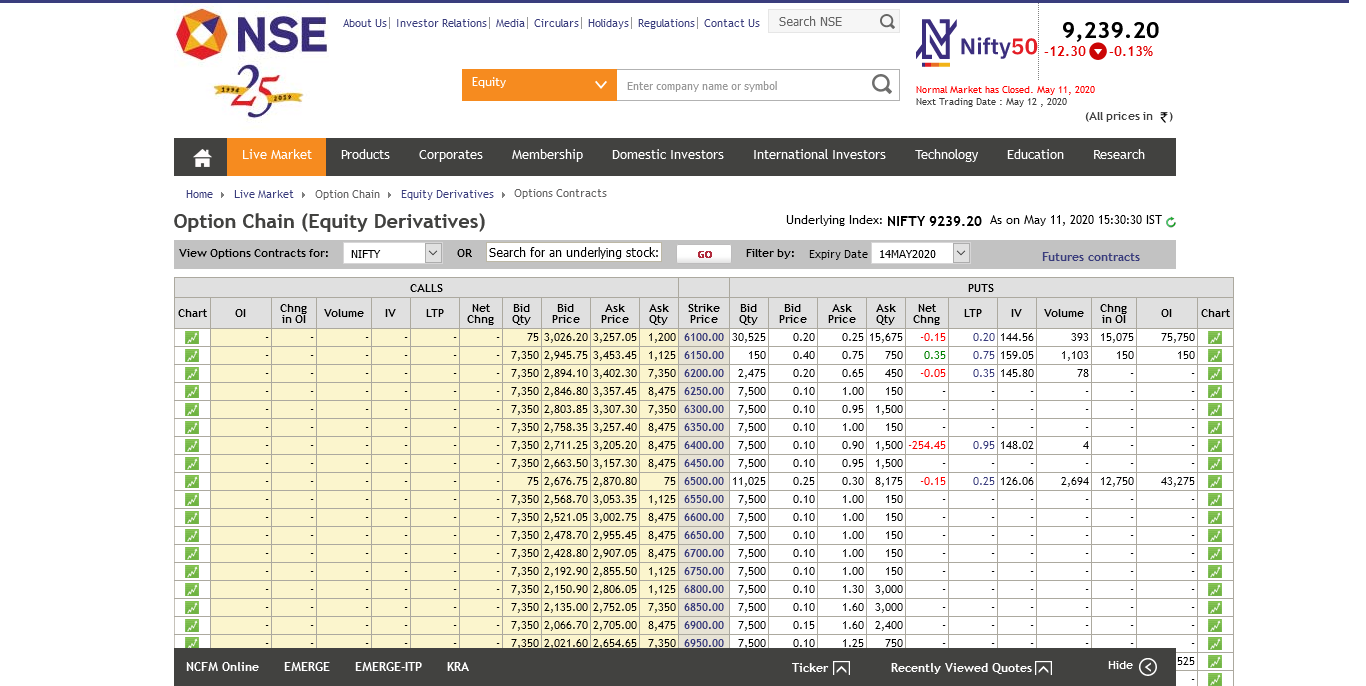 NSE
1994 25 2019
About Us | Investor Relations | Media | Circulars | Holidays | Regulations | Contact Us
Search NSE
Equity
Enter company name or symbol
Nifty50
9,239.20
-12.30 -0.13%
Normal Market has Closed. May 11, 2020
Next Trading Date : May 12 , 2020
(All prices in ₹)
Live Market Products Corporates Membership Domestic Investors International Investors Technology Education Research
Home Live Market Option Chain Equity Derivatives Options Contracts
Option Chain (Equity Derivatives)
Underlying Index: NIFTY 9239.20 As on May 11, 2020 15:30:30 IST
View Options Contracts for: NIFTY OR Search for an underlying stock: GO Filter by: Expiry Date 14MAY2020 Futures contracts
CALLS PUTS
Chart OI Chng in OI Volume IV LTP Net Chng Bid Qty Bid Price Ask Price Ask Qty Strike Price Bid Qty Bid Price Ask Price Ask Qty Net Chng LTP IV Volume Chng in OI OI Chart
- - - - - - 75 3,026.20 3,257.05 1,200 6100.00 30,525 0.20 0.25 15,675 -0.15 0.20 144.56 393 15,075 75,750
- - - - - - 7,350 2,945.75 3,453.45 1,125 6150.00 150 0.40 0.75 750 0.35 0.75 159.05 1,103 150 150
- - - - - - 7,350 2,894.10 3,402.30 7,350 6200.00 2,475 0.20 0.65 450 -0.05 0.35 145.80 78 - -
- - - - - - 7,350 2,846.80 3,357.45 8,475 6250.00 7,500 0.10 1.00 150 - - - - - -
- - - - - - 7,350 2,803.85 3,307.30 7,350 6300.00 7,500 0.10 0.95 1,500 - - - - - -
- - - - - - 7,350 2,758.35 3,257.40 8,475 6350.00 7,500 0.10 1.00 150 - - - - - -
- - - - - - 7,350 2,711.25 3,205.20 8,475 6400.00 7,500 0.10 0.90 1,500 -254.45 0.95 148.02 4 - -
- - - - - - 7,350 2,663.50 3,157.30 8,475 6450.00 7,500 0.10 0.95 1,500 - - - - - -
- - - - - - 75 2,676.75 2,870.80 75 6500.00 11,025 0.25 0.30 8,175 -0.15 0.25 126.06 2,694 12,750 43,275
- - - - - - 7,350 2,568.70 3,053.35 1,125 6550.00 7,500 0.10 1.00 150 - - - - - -
- - - - - - 7,350 2,521.05 3,002.75 8,475 6600.00 7,500 0.10 1.00 150 - - - - - -
- - - - - - 7,350 2,478.70 2,955.45 8,475 6650.00 7,500 0.10 1.00 150 - - - - - -
- - - - - - 7,350 2,428.80 2,907.05 8,475 6700.00 7,500 0.10 1.00 150 - - - - - -
- - - - - - 7,350 2,192.90 2,855.50 1,125 6750.00 7,500 0.10 1.00 150 - - - - - -
- - - - - - 7,350 2,150.90 2,806.05 1,125 6800.00 7,500 0.10 1.30 3,000 - - - - - -
- - - - - - 7,350 2,135.00 2,752.05 7,350 6850.00 7,500 0.10 1.60 3,000 - - - - - -
- - - - - - 7,350 2,066.70 2,705.00 8,475 6900.00 7,500 0.15 1.60 2,400 - - - - - -
- - - - - - 7,350 2,021.60 2,654.65 7,350 6950.00 7,500 0.10 1.25 750 - - - - - -
525
-
NCFM Online EMERGE EMERGE-ITP KRA Ticker Recently Viewed Quotes Hide